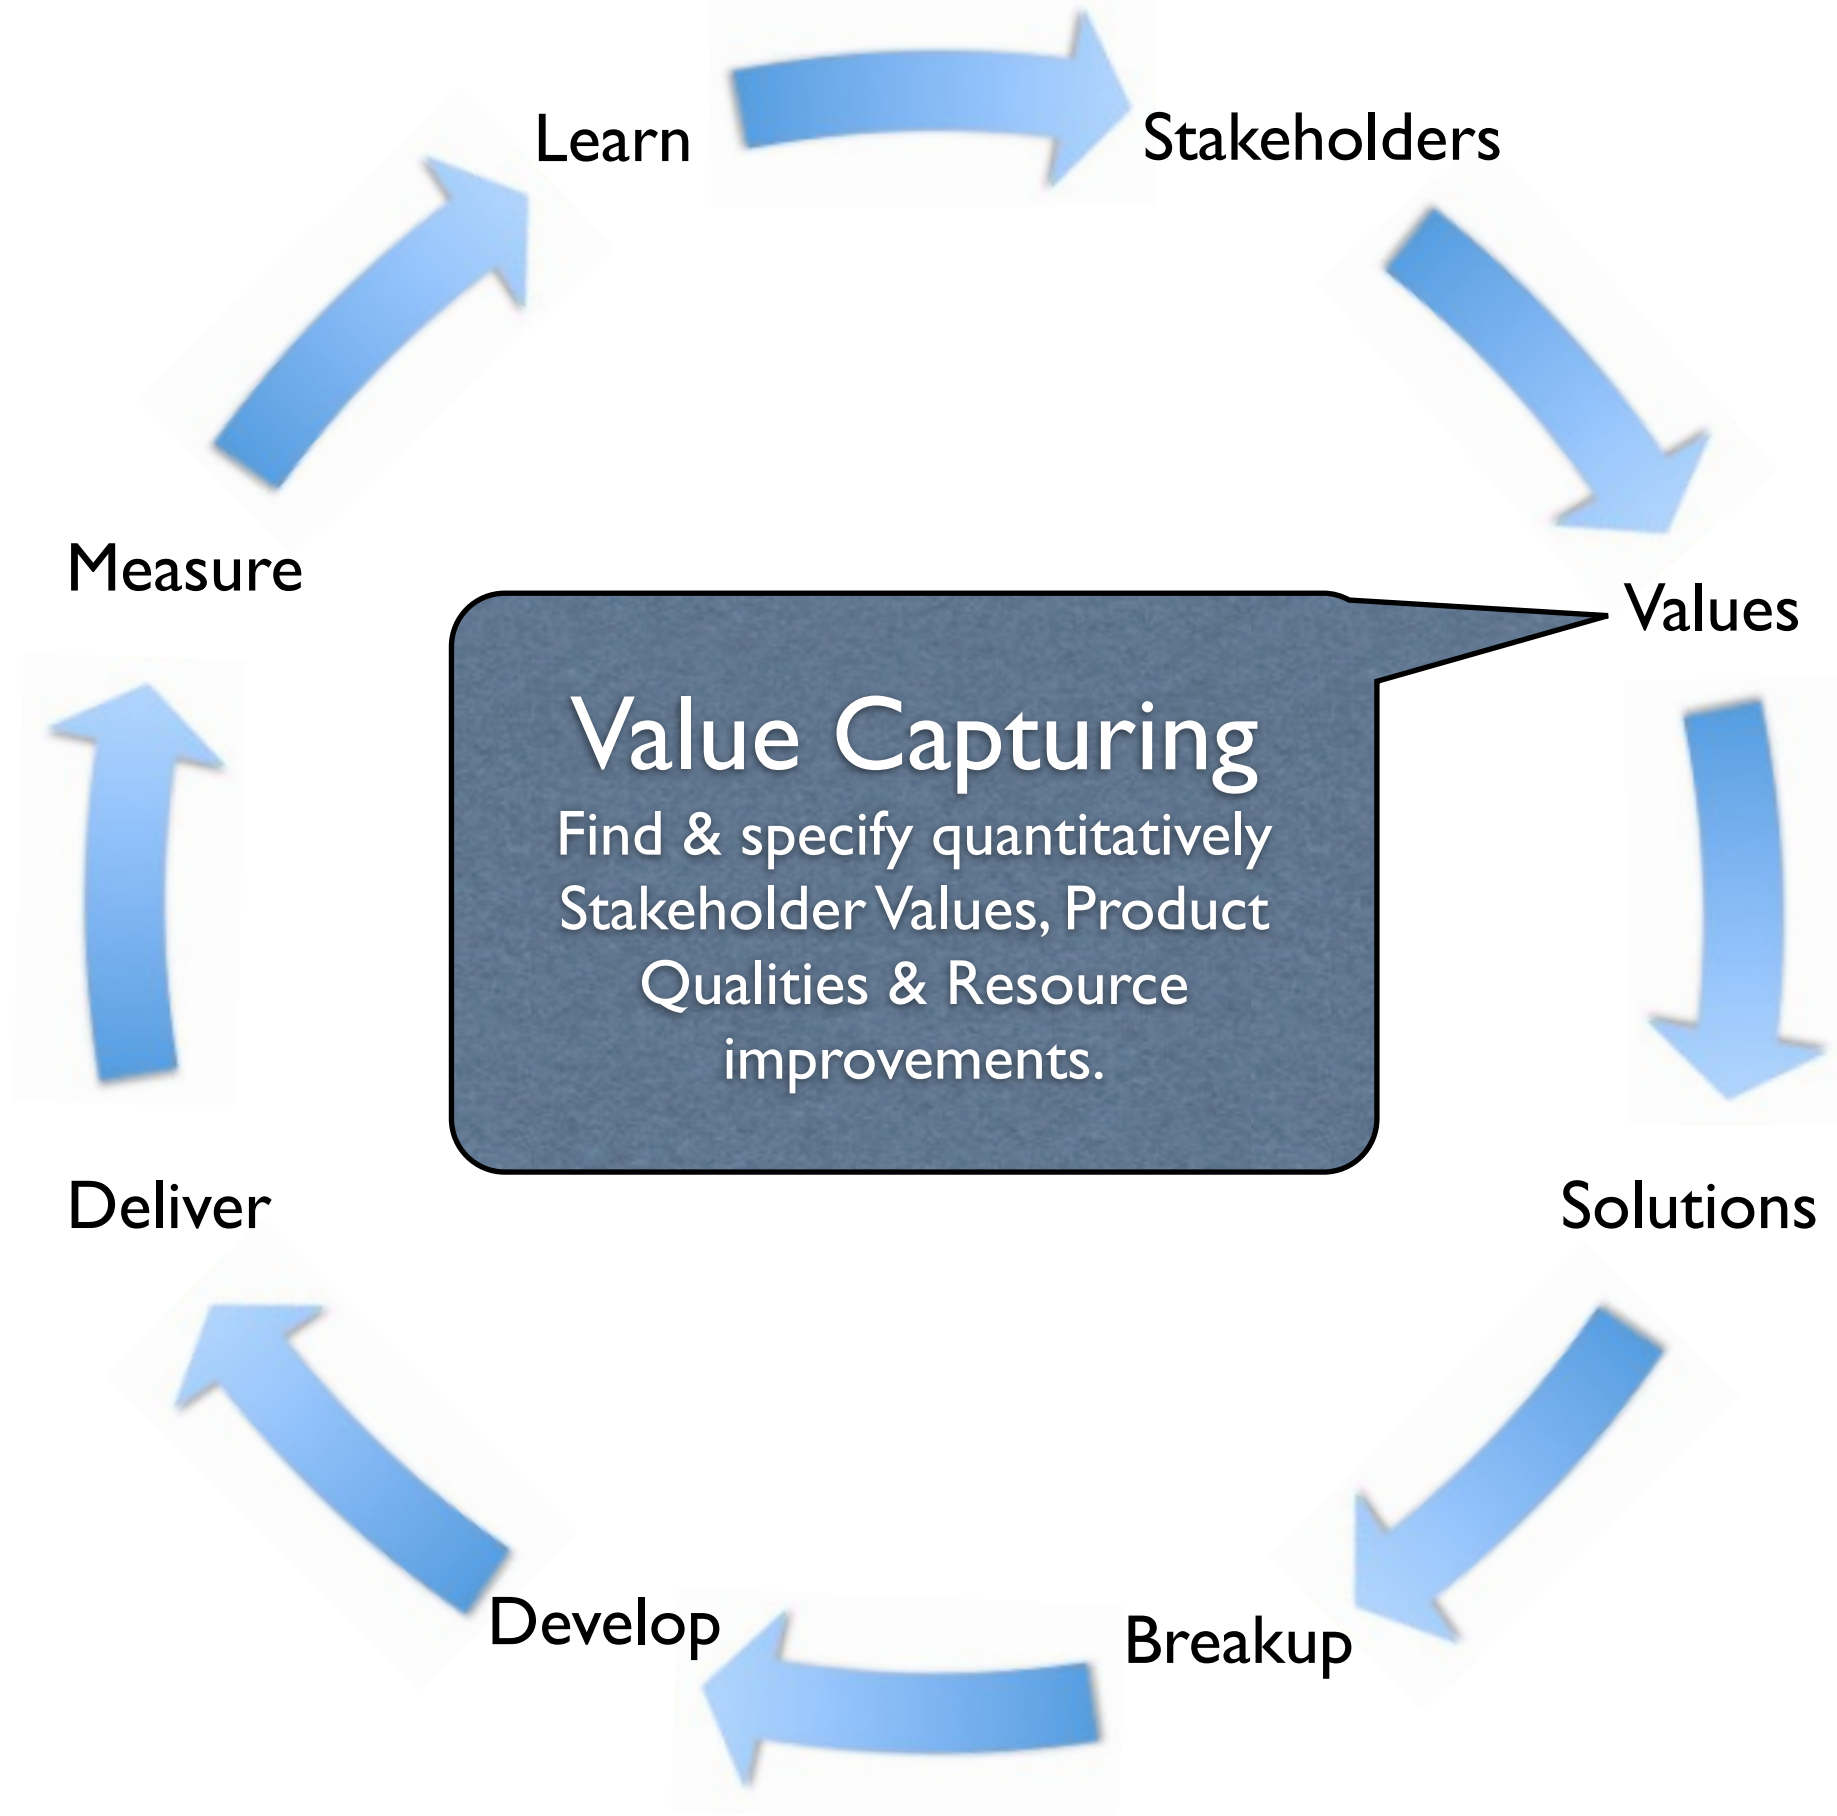 Learn
Stakeholders
Measure
Values
Value Capturing
Find & specify quantitatively
Stakeholder Values, Product
Qualities & Resource
improvements.
Deliver
Solutions
Develop
Breakup